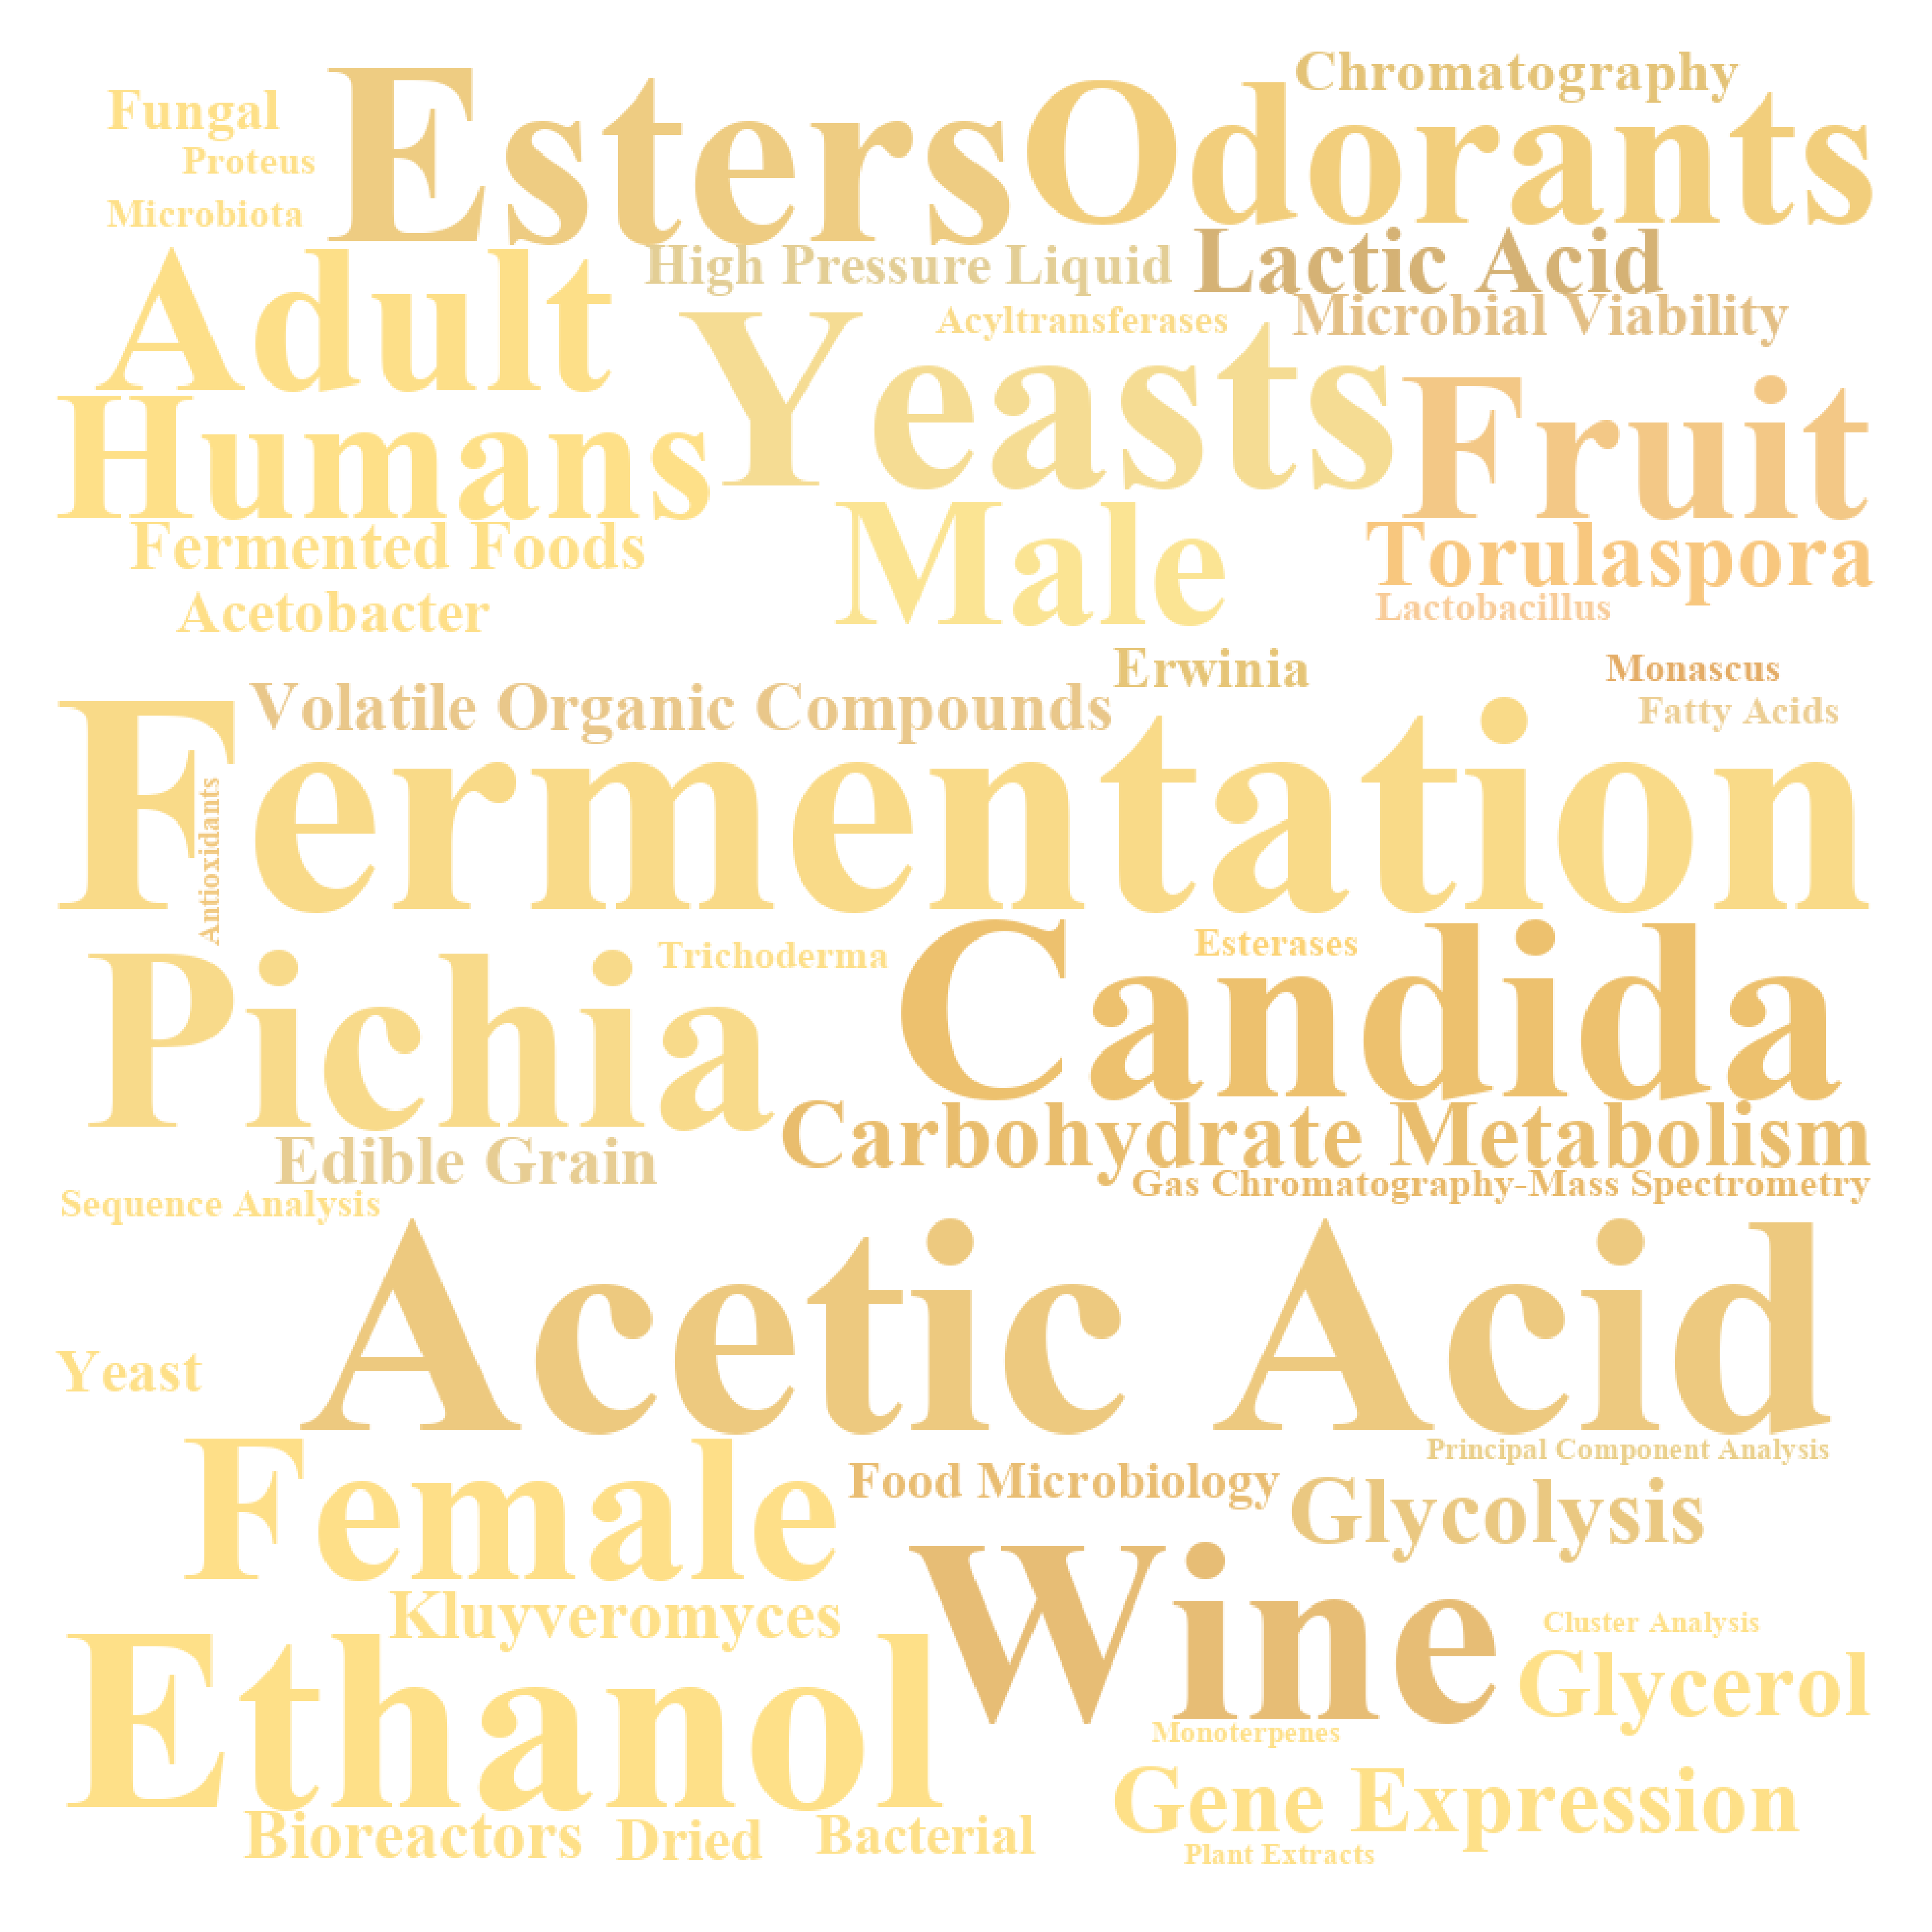 Chromatography
Fungal
Esters
Odorants
Proteus
Microbiota
High Pressure Liquid
Lactic Acid
Adult
Acyltransferases
Microbial Viability
Yeasts
Humans
Fruit
Fermented Foods
Male
Torulaspora
Acetobacter
Lactobacillus
Erwinia
Monascus
Volatile Organic Compounds
Fatty Acids
Fermentation
Antioxidants
Trichoderma
Esterases
Pichia
Candida
Edible Grain
Carbohydrate Metabolism
Sequence Analysis
Gas Chromatography-Mass Spectrometry
Acetic Acid
Yeast
Principal Component Analysis
Female
Food Microbiology
Glycolysis
Kluyveromyces
Wine
Cluster Analysis
Ethanol
Glycerol
Monoterpenes
Gene Expression
Bioreactors
Dried
Bacterial
Plant Extracts